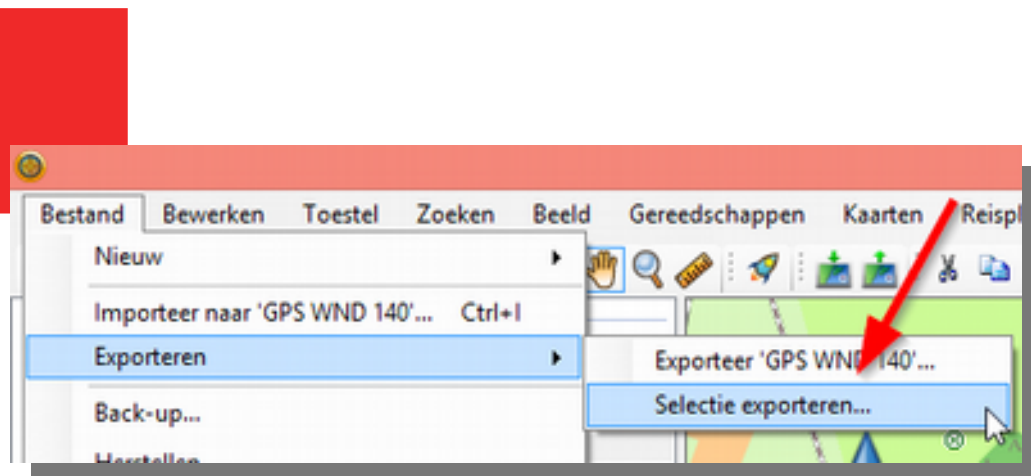 Bestand Bewerken Toestel Zoeken Beeld Gereedschappen Kaarten
Nieuw
Importeer naar 'GPS WND 140'... Ctrl+I
Exporteren
Exporteer 'GPS WND 140'...
Selectie exporteren...
Back-up...
Herstellen